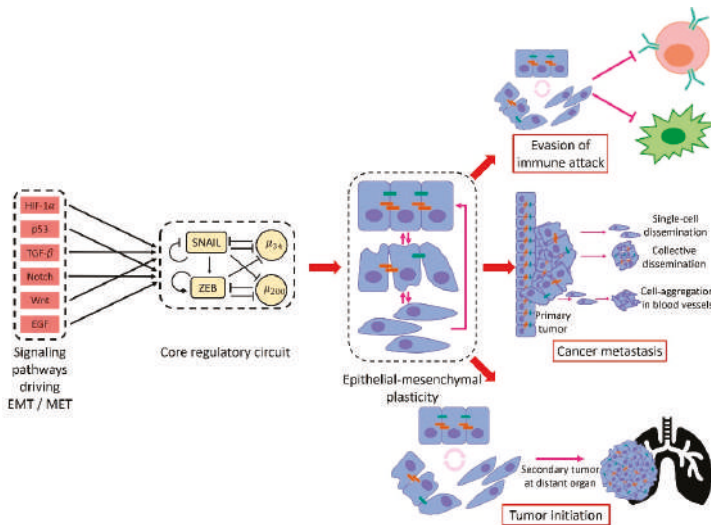 HIF-1α
p53
TGF-β
Notch
Wnt
EGF
Signaling
pathways
driving
EMT / MET
SNAIL
μ34
ZEB
μ200
Core regulatory circuit
Epithelial-mesenchymal
plasticity
Evasion of
immune attack
Single-cell
dissemination
Collective
dissemination
Cell-aggregation
in blood vessels
Primary
tumor
Cancer metastasis
Secondary tumor
at distant organ
Tumor Initiation